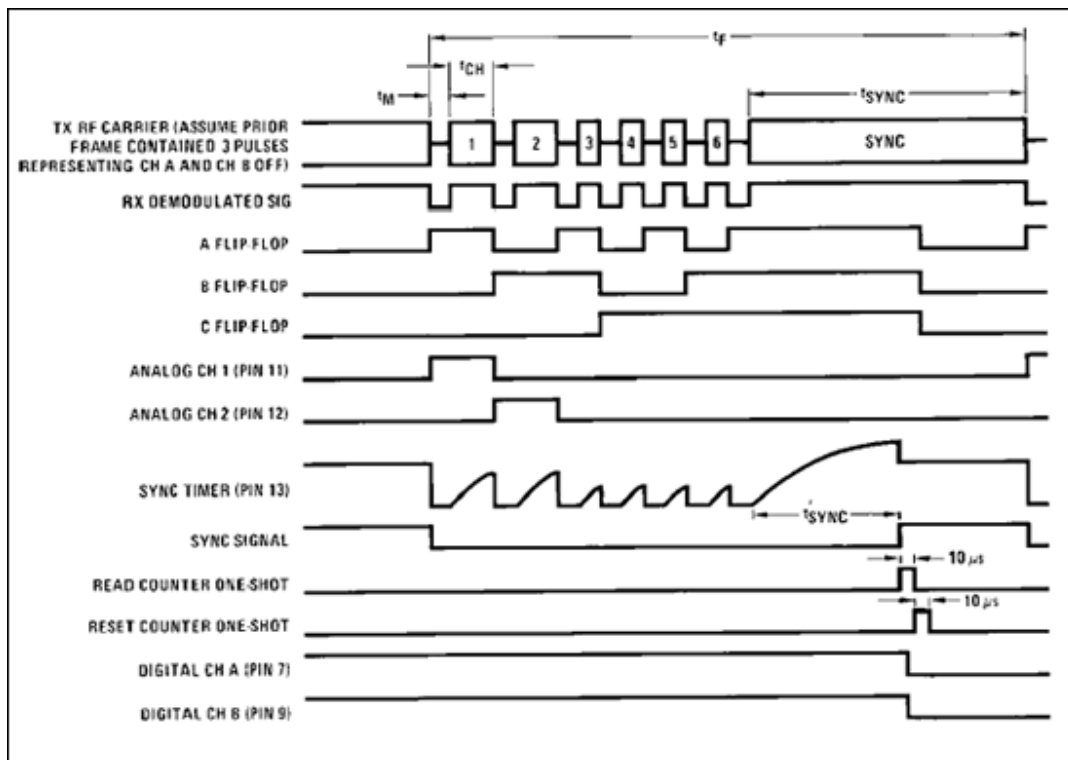 tF
tCH
tM
tSYNC
TX RF CARRIER (ASSUME PRIOR
FRAME CONTAINED 3 PULSES
REPRESENTING CH A AND CH B OFF)
1 2 3 4 5 6 SYNC
RX DEMODULATED SIG
A FLIP-FLOP
B FLIP-FLOP
C FLIP-FLOP
ANALOG CH 1 (PIN 11)
ANALOG CH 2 (PIN 12)
SYNC TIMER (PIN 13)
t'SYNC
SYNC SIGNAL
10 µs
READ COUNTER ONE-SHOT
10 µs
RESET COUNTER ONE-SHOT
DIGITAL CH A (PIN 7)
DIGITAL CH B (PIN 9)